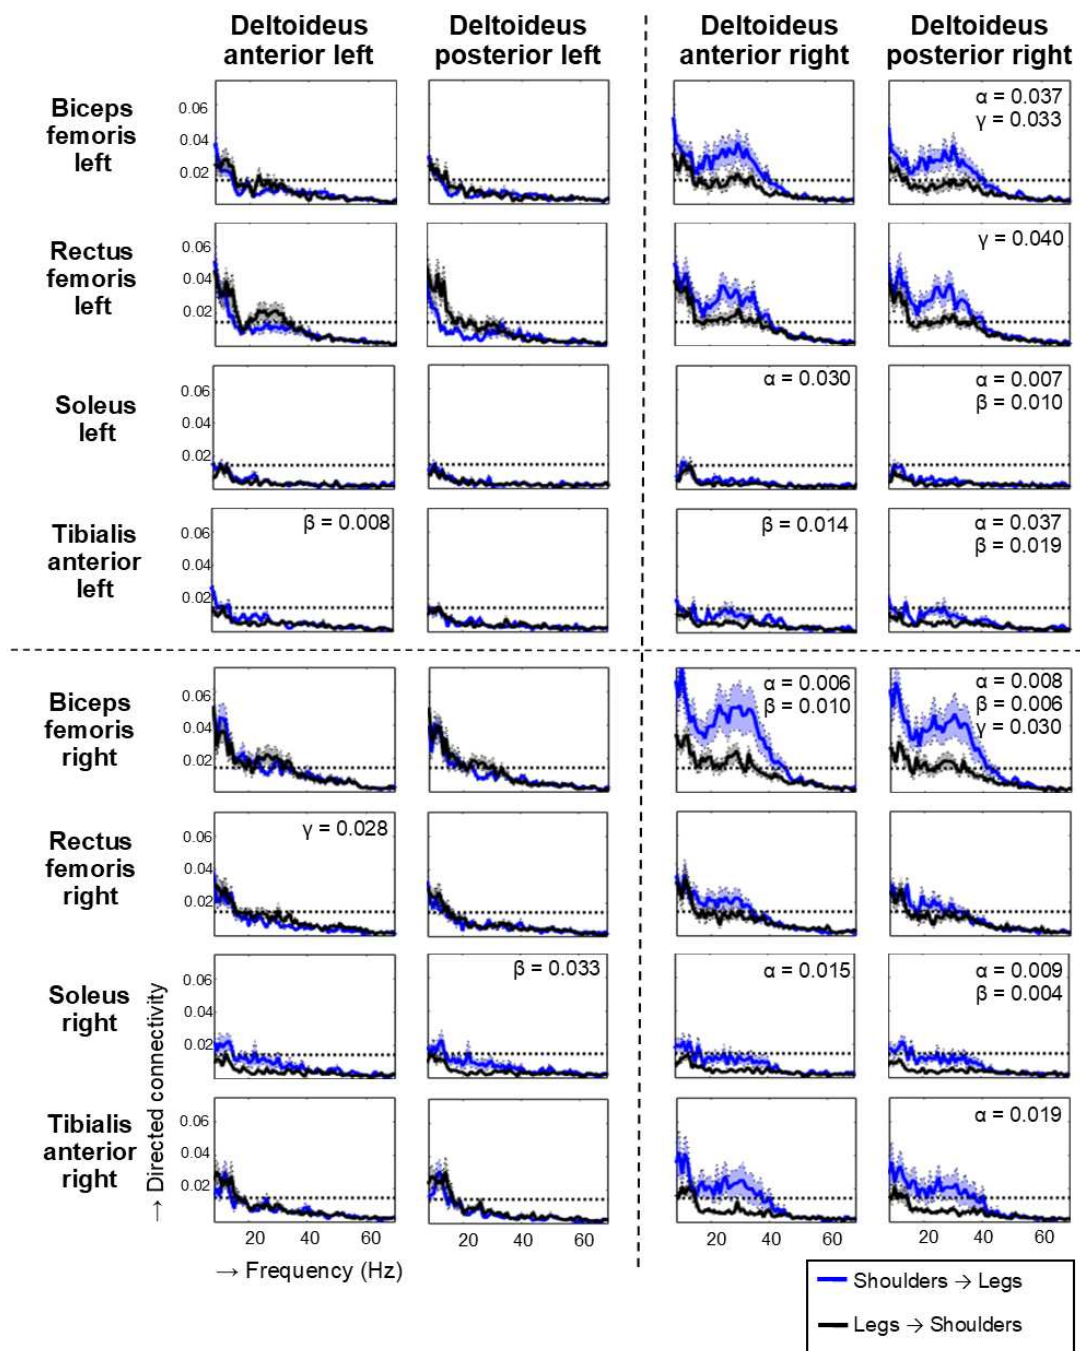 Deltoideus
anterior left
Deltoideus
posterior left
Deltoideus
anterior right
Deltoideus
posterior right
Biceps
femoris
left
0.06
0.04
0.02
α = 0.037
γ = 0.033
Rectus
femoris
left
0.06
0.04
0.02
γ = 0.040
Soleus
left
0.06
0.04
0.02
α = 0.030
α = 0.007
β = 0.010
Tibialis
anterior
left
0.06
0.04
0.02
β = 0.008
β = 0.014
α = 0.037
β = 0.019
Biceps
femoris
right
0.06
0.04
0.02
α = 0.006
β = 0.010
α = 0.008
β = 0.006
γ = 0.030
Rectus
femoris
right
0.06
0.04
0.02
γ = 0.028
Soleus
right
0.06
0.04
0.02
β = 0.033
α = 0.015
α = 0.009
β = 0.004
Tibialis
anterior
right
0.06
0.04
0.02
α = 0.019
→ Directed connectivity
20 40 60
20 40 60
20 40 60
20 40 60
→ Frequency (Hz)
Shoulders → Legs
Legs → Shoulders